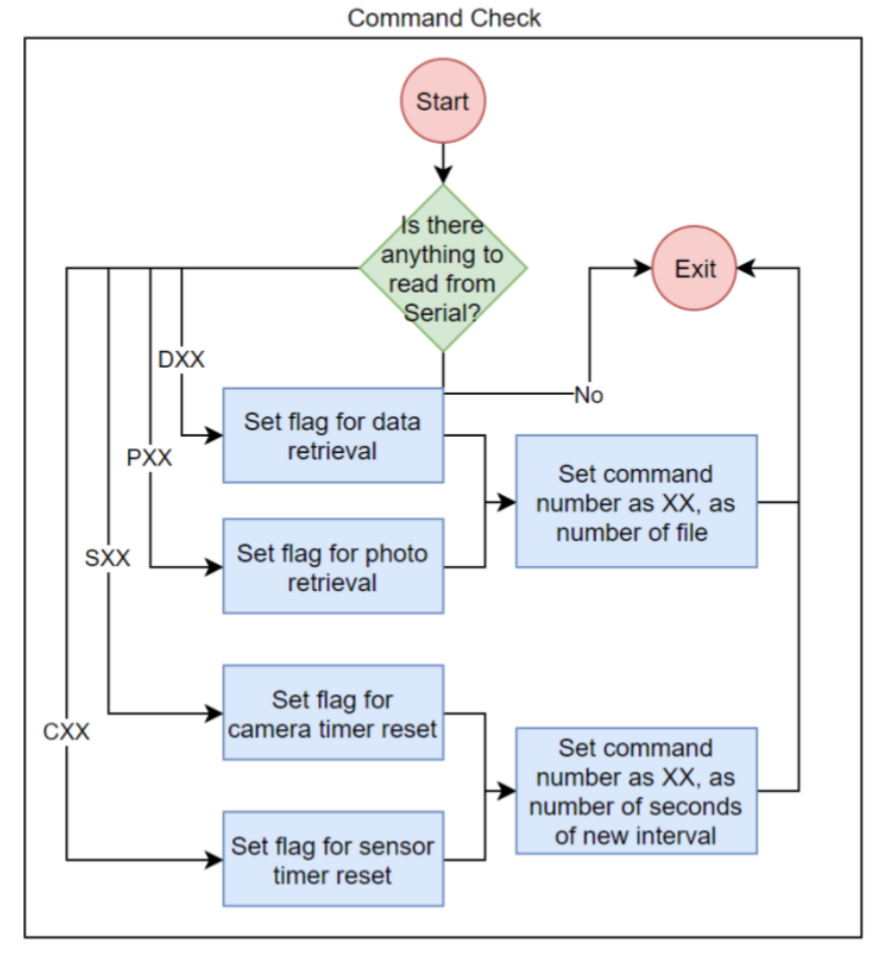 Command Check
Start
Is there
anything to
read from
Serial?
Exit
DXX
No
Set flag for data
retrieval
PXX
Set command
number as XX, as
number of file
SXX
Set flag for photo
retrieval
Set flag for
camera timer reset
CXX
Set command
number as XX, as
number of seconds
of new interval
Set flag for sensor
timer reset